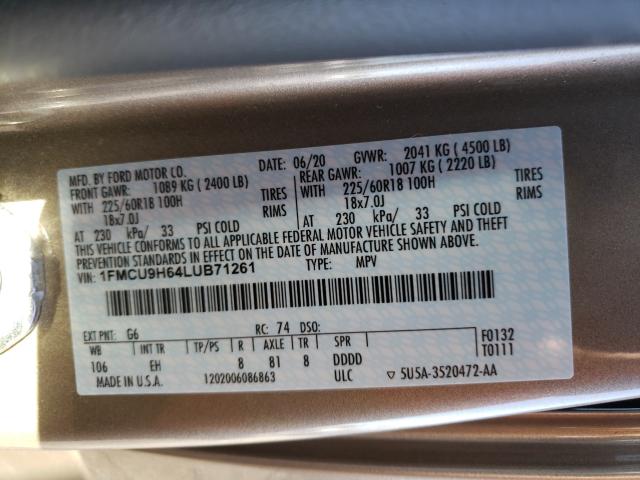 MFD. BY FORD MOTOR CO.
DATE: 06/20 GVWR: 2041 KG ( 4500 LB)
FRONT GAWR: 1089 KG ( 2400 LB) REAR GAWR: 1007 KG ( 2220 LB)
WITH 225/60R18 100H TIRES WITH 225/60R18 100H TIRES
18x7.0J RIMS 18x7.0J RIMS
AT 230 kPa/ 33 PSI COLD AT 230 kPa/ 33 PSI COLD
THIS VEHICLE CONFORMS TO ALL APPLICABLE FEDERAL MOTOR VEHICLE SAFETY AND THEFT
PREVENTION STANDARDS IN EFFECT ON THE DATE OF MANUFACTURE SHOWN ABOVE.
VIN: 1FMCU9H64LUB71261 TYPE: MPV
EXT PNT: G6 RC: 74 DSO: F0132
WB INT TR TP/PS R AXLE TR SPR T0111
106 EH 8 81 8 DDDD
MADE IN U.S.A. 1202006086863 ULC ▽ 5U5A-3520472-AA